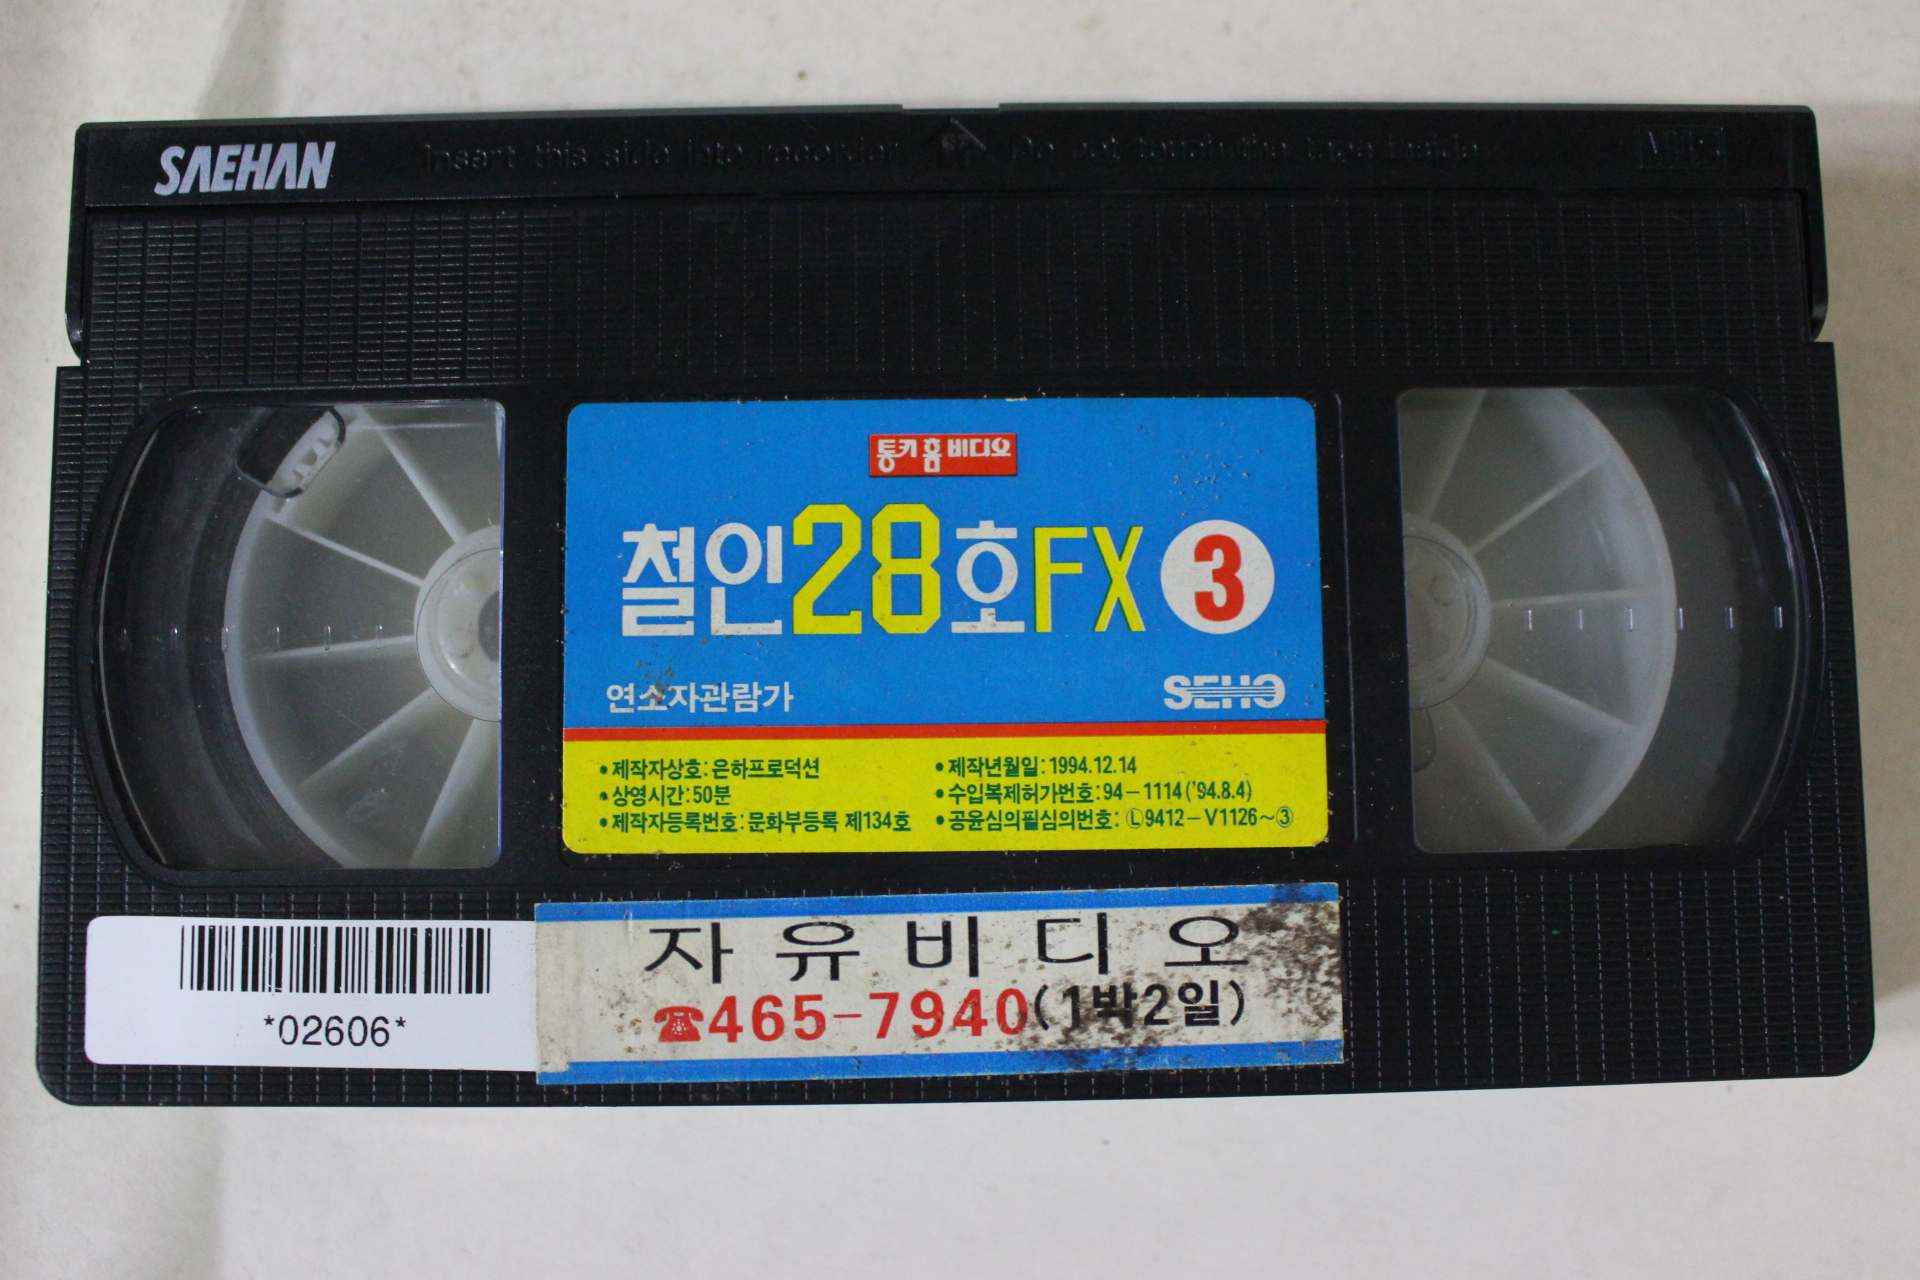 SAEHAN
Insert this side into recorder
Do not touch the tape inside
VHS
통키 홈 비디오
철인28호FX 3
연소자관람가
SEHO
• 제작자상호: 은하프로덕션
• 상영시간: 50분
• 제작자등록번호: 문화부등록 제134호
• 제작년월일: 1994.12.14
• 수입복제허가번호: 94-1114 ('94.8.4)
• 공윤심의필심의번호: Ⓛ9412-V1126~③
*02606*
자유비디오
☎465-7940(1박2일)